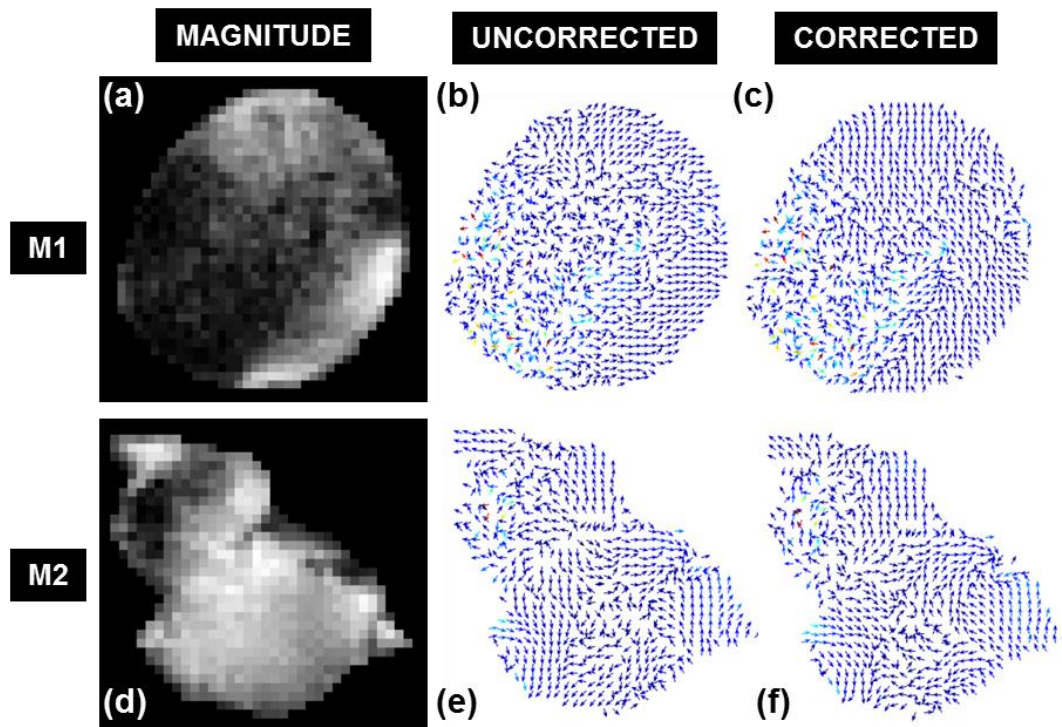 MAGNITUDE
UNCORRECTED
CORRECTED
(a)
(b)
(c)
M1
M2
(d)
(e)
(f)